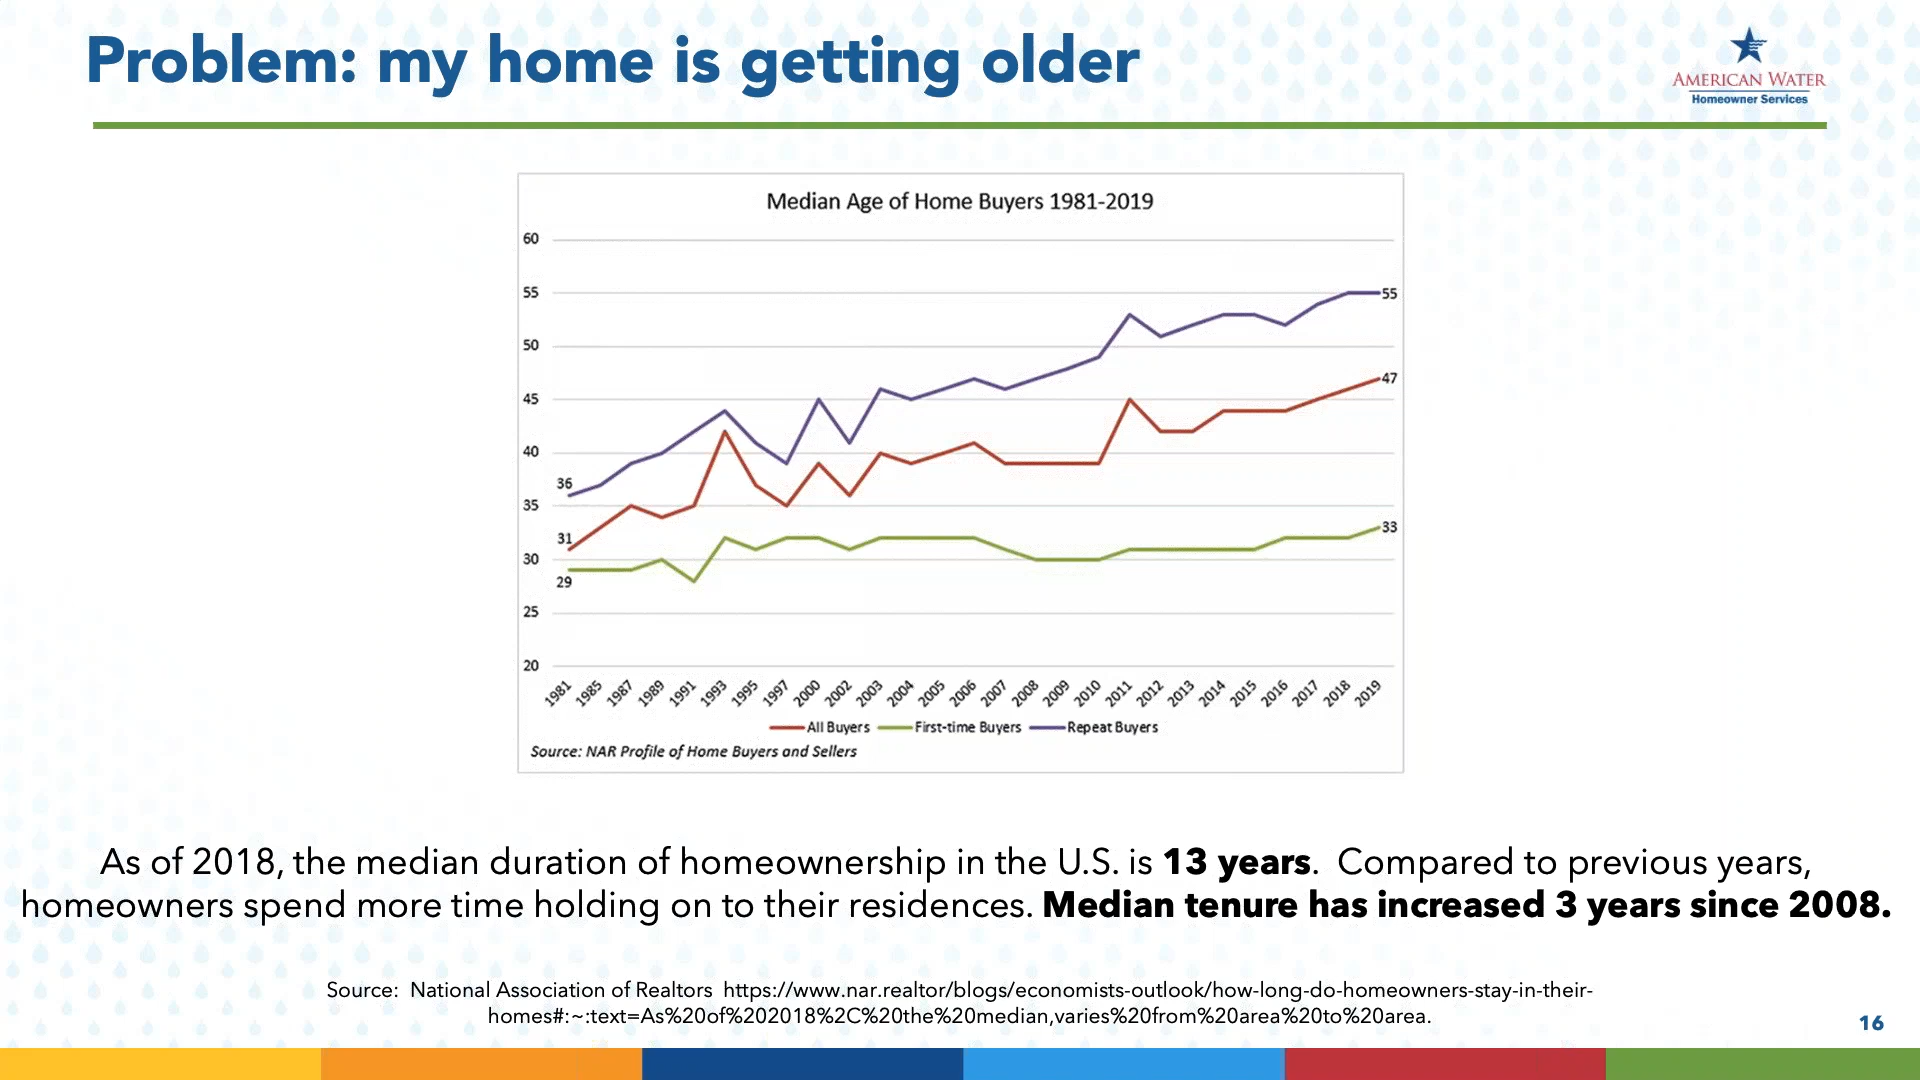 Problem: my home is getting older
AMERICAN WATER
Homeowner Services
Median Age of Home Buyers 1981-2019
60
55
50
45
40
35
30
25
20
36
31
29
55
47
33
1981 1985 1987 1989 1991 1993 1995 1997 2000 2002 2003 2004 2005 2006 2007 2008 2009 2010 2011 2012 2013 2014 2015 2016 2017 2018 2019
All Buyers First-time Buyers Repeat Buyers
Source: NAR Profile of Home Buyers and Sellers
As of 2018, the median duration of homeownership in the U.S. is 13 years. Compared to previous years,
homeowners spend more time holding on to their residences. Median tenure has increased 3 years since 2008.
Source: National Association of Realtors https://www.nar.realtor/blogs/economists-outlook/how-long-do-homeowners-stay-in-their-
homes#:~:text=As%20of%202018%2C%20the%20median,varies%20from%20area%20to%20area.
16